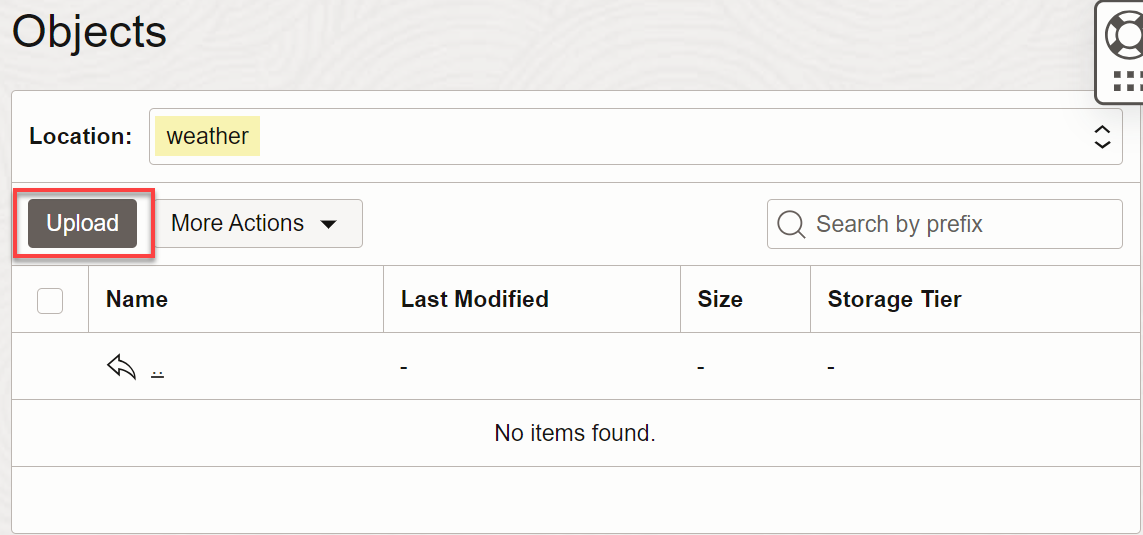 Objects
Location: weather
Upload More Actions Search by prefix
Name Last Modified Size Storage Tier
.. - - -
No items found.